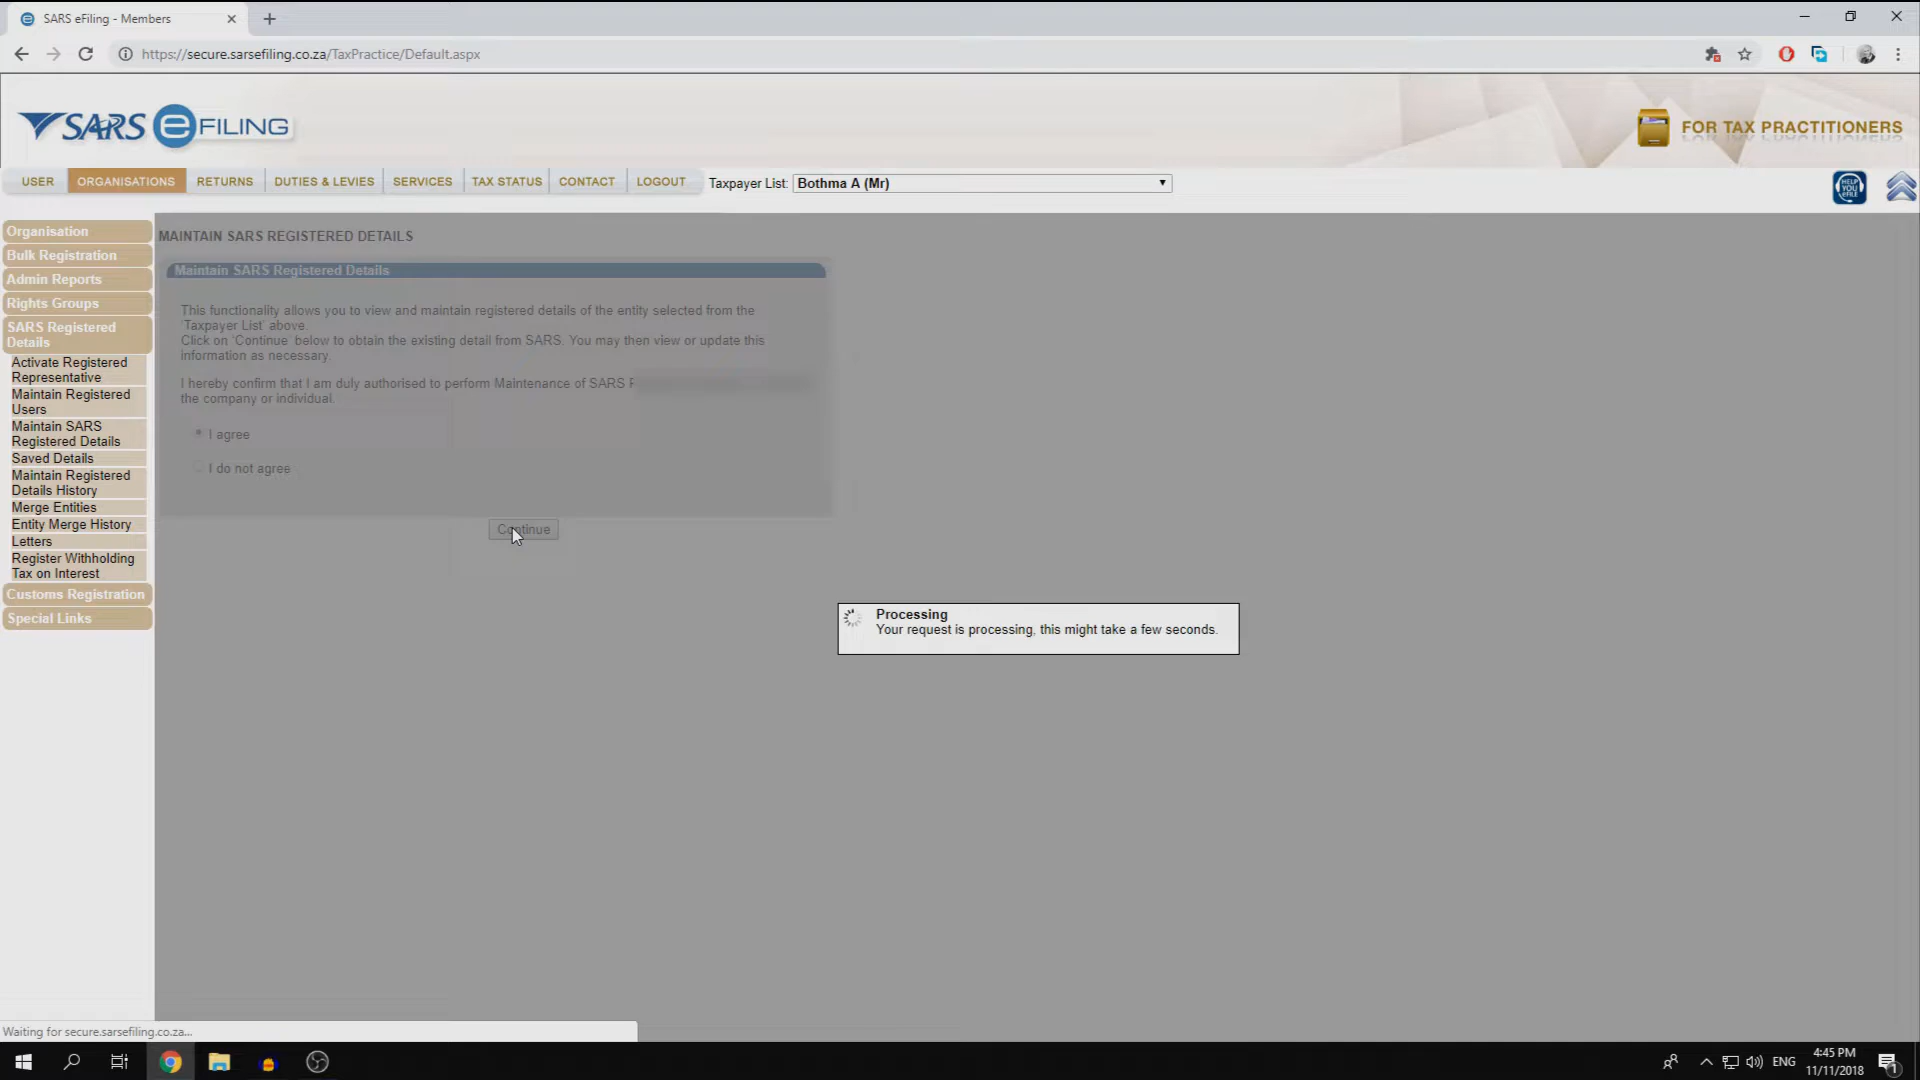 SARS eFiling - Members
https://secure.sarsefiling.co.za/TaxPractice/Default.aspx
SARS eFILING
FOR TAX PRACTITIONERS
USER
ORGANISATIONS
RETURNS
DUTIES & LEVIES
SERVICES
TAX STATUS
CONTACT
LOGOUT
Taxpayer List: Bothma A (Mr)
HELP YOU eFILE
Organisation
Bulk Registration
Admin Reports
Rights Groups
SARS Registered
Details
Activate Registered
Representative
Maintain Registered
Users
Maintain SARS
Registered Details
Saved Details
Maintain Registered
Details History
Merge Entities
Entity Merge History
Letters
Register Withholding
Tax on Interest
Customs Registration
Special Links
MAINTAIN SARS REGISTERED DETAILS
Maintain SARS Registered Details
This functionality allows you to view and maintain registered details of the entity selected from the
'Taxpayer List' above.
Click on 'Continue' below to obtain the existing detail from SARS. You may then view or update this
information as necessary.
I hereby confirm that I am duly authorised to perform Maintenance of SARS
the company or individual.
I agree
I do not agree
Continue
Processing
Your request is processing, this might take a few seconds.
Waiting for secure.sarsefiling.co.za...
ENG
4:45 PM
11/11/2018
1